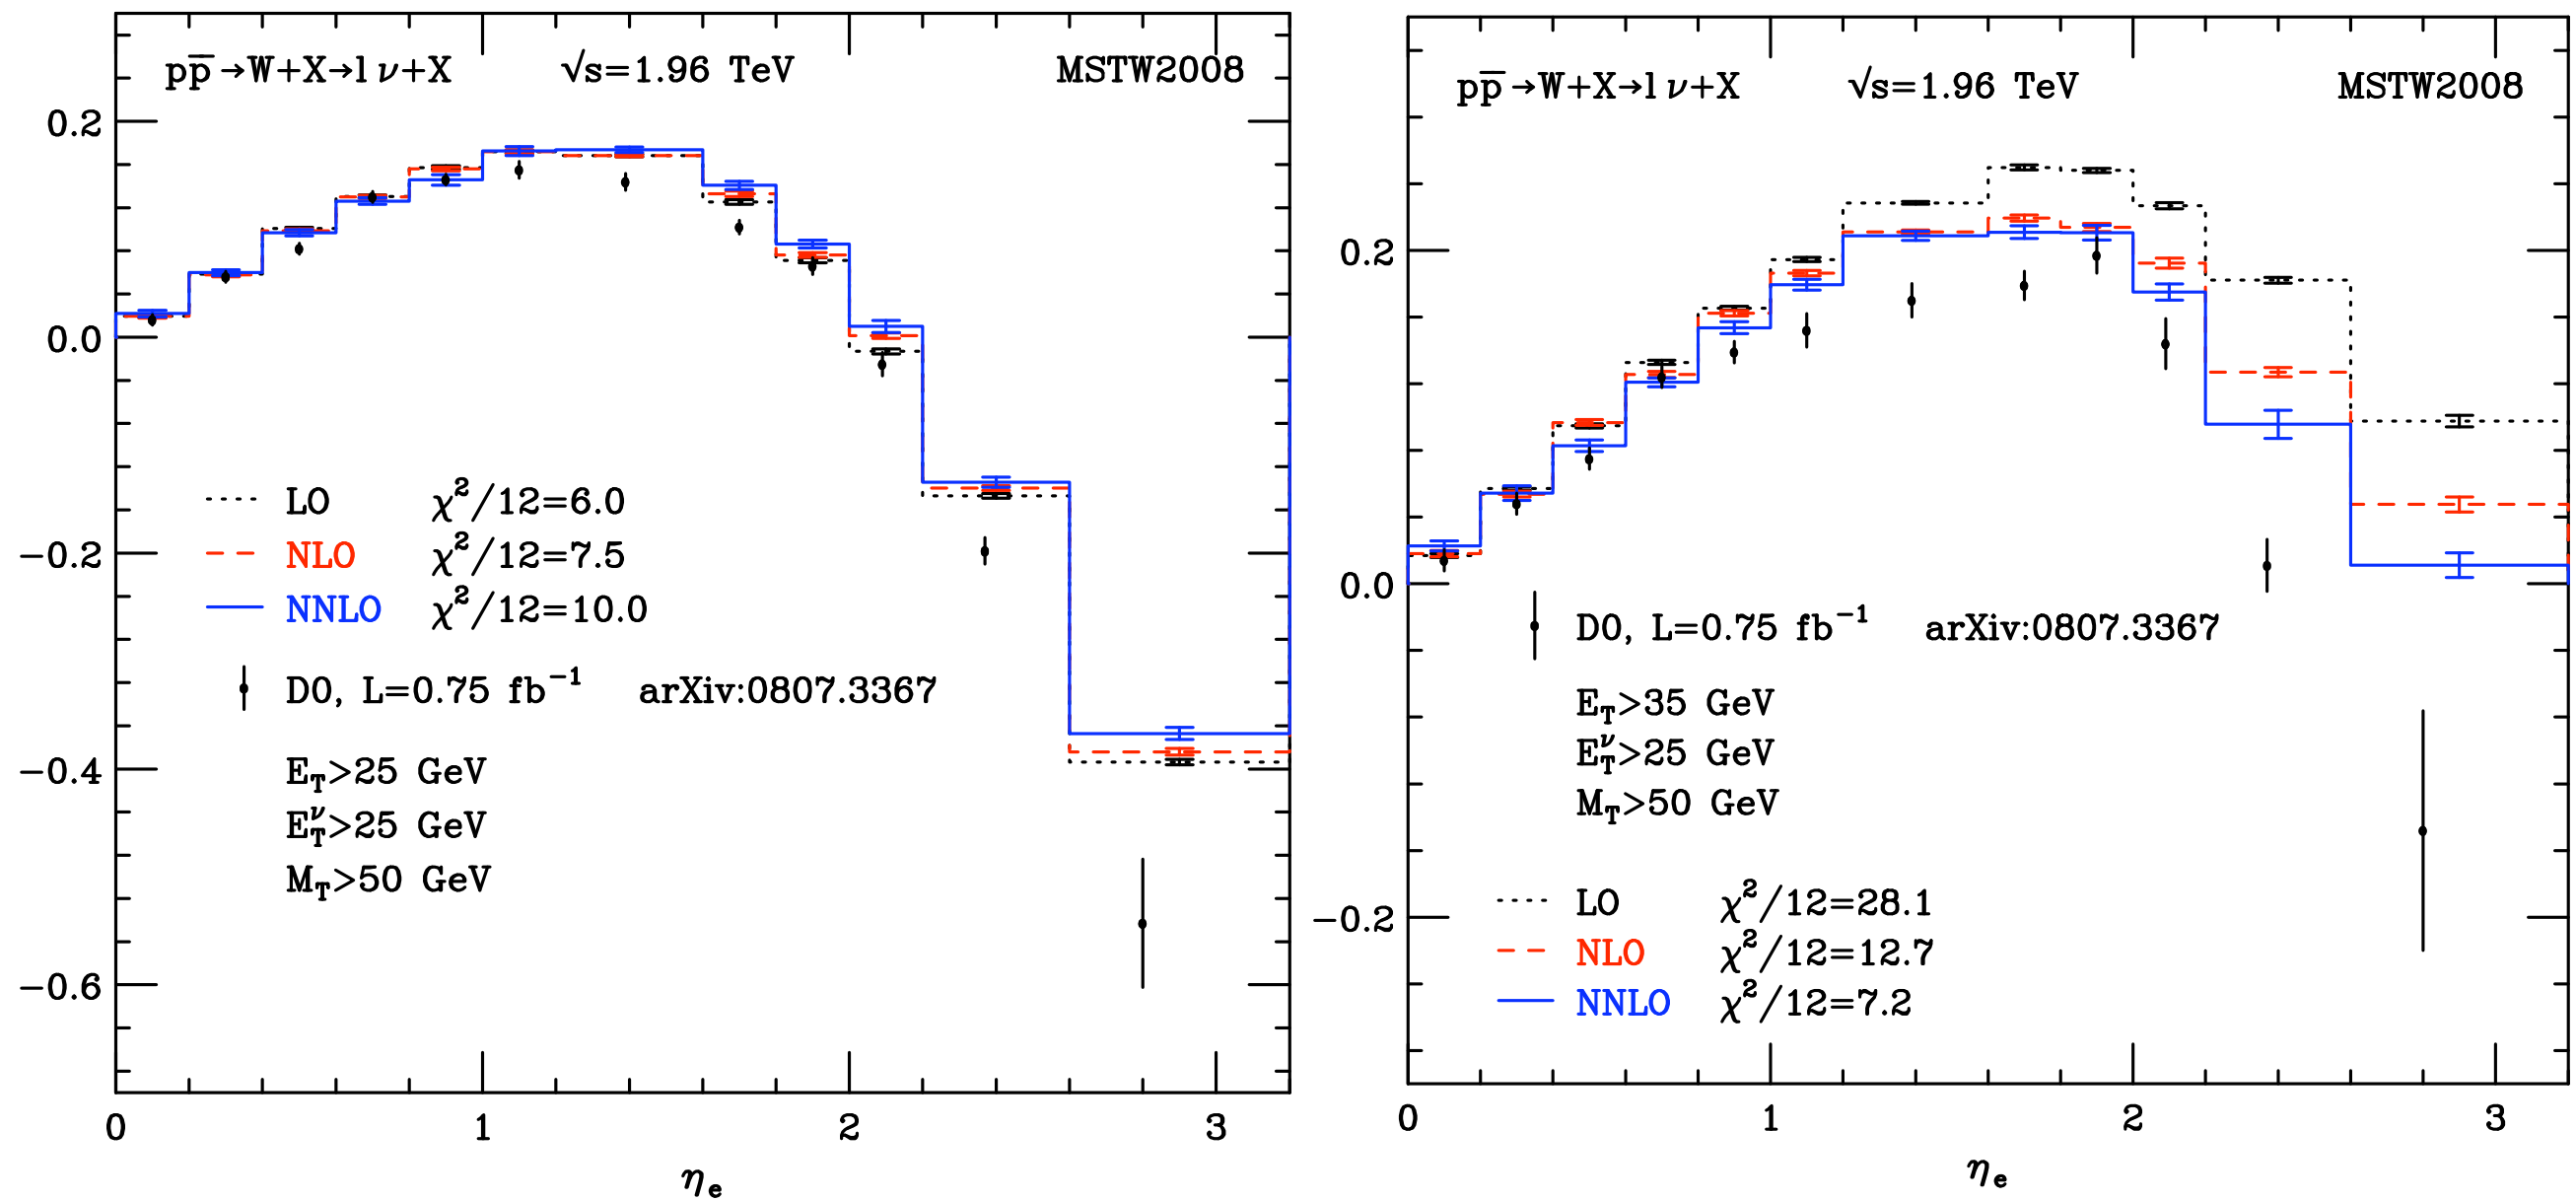 pp̅→W+X→l ν+X √s=1.96 TeV MSTW2008
0.2
0.0
−0.2
−0.4
−0.6
LO χ²/12=6.0
NLO χ²/12=7.5
NNLO χ²/12=10.0
D0, L=0.75 fb⁻¹ arXiv:0807.3367
E_T>25 GeV
E_T^ν>25 GeV
M_T>50 GeV
0 1 2 3
η_e
pp̅→W+X→l ν+X √s=1.96 TeV MSTW2008
0.2
0.0
−0.2
D0, L=0.75 fb⁻¹ arXiv:0807.3367
E_T>35 GeV
E_T^ν>25 GeV
M_T>50 GeV
LO χ²/12=28.1
NLO χ²/12=12.7
NNLO χ²/12=7.2
0 1 2 3
η_e